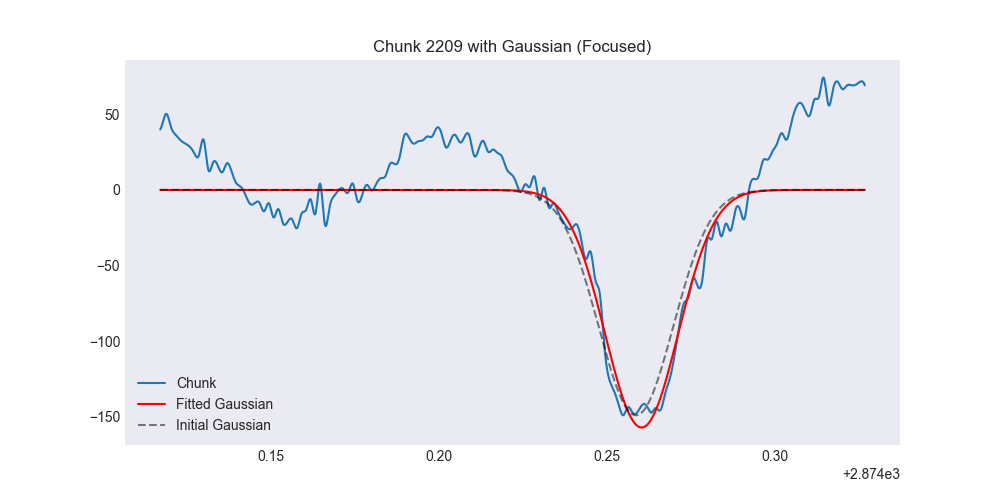 Chunk 2209 with Gaussian (Focused)
50
0
−50
−100
−150
Chunk
Fitted Gaussian
Initial Gaussian
0.15 0.20 0.25 0.30
+2.874e3